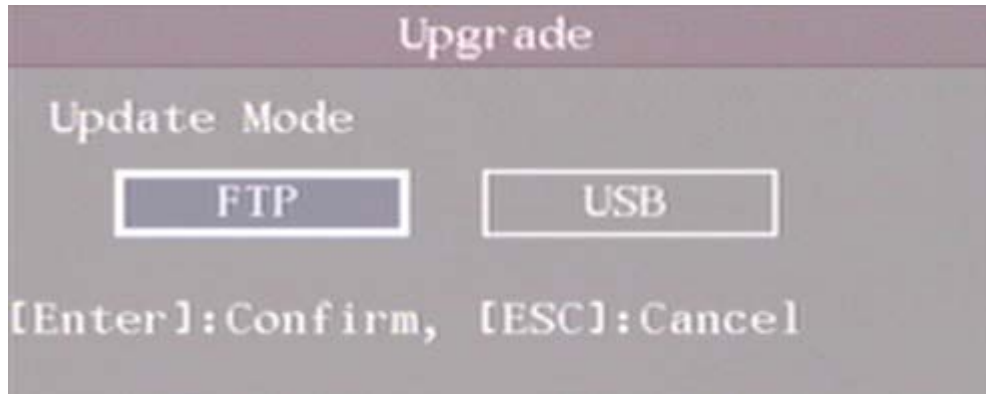 Upgrade
Update Mode
FTP USB
[Enter]:Confirm, [ESC]:Cancel